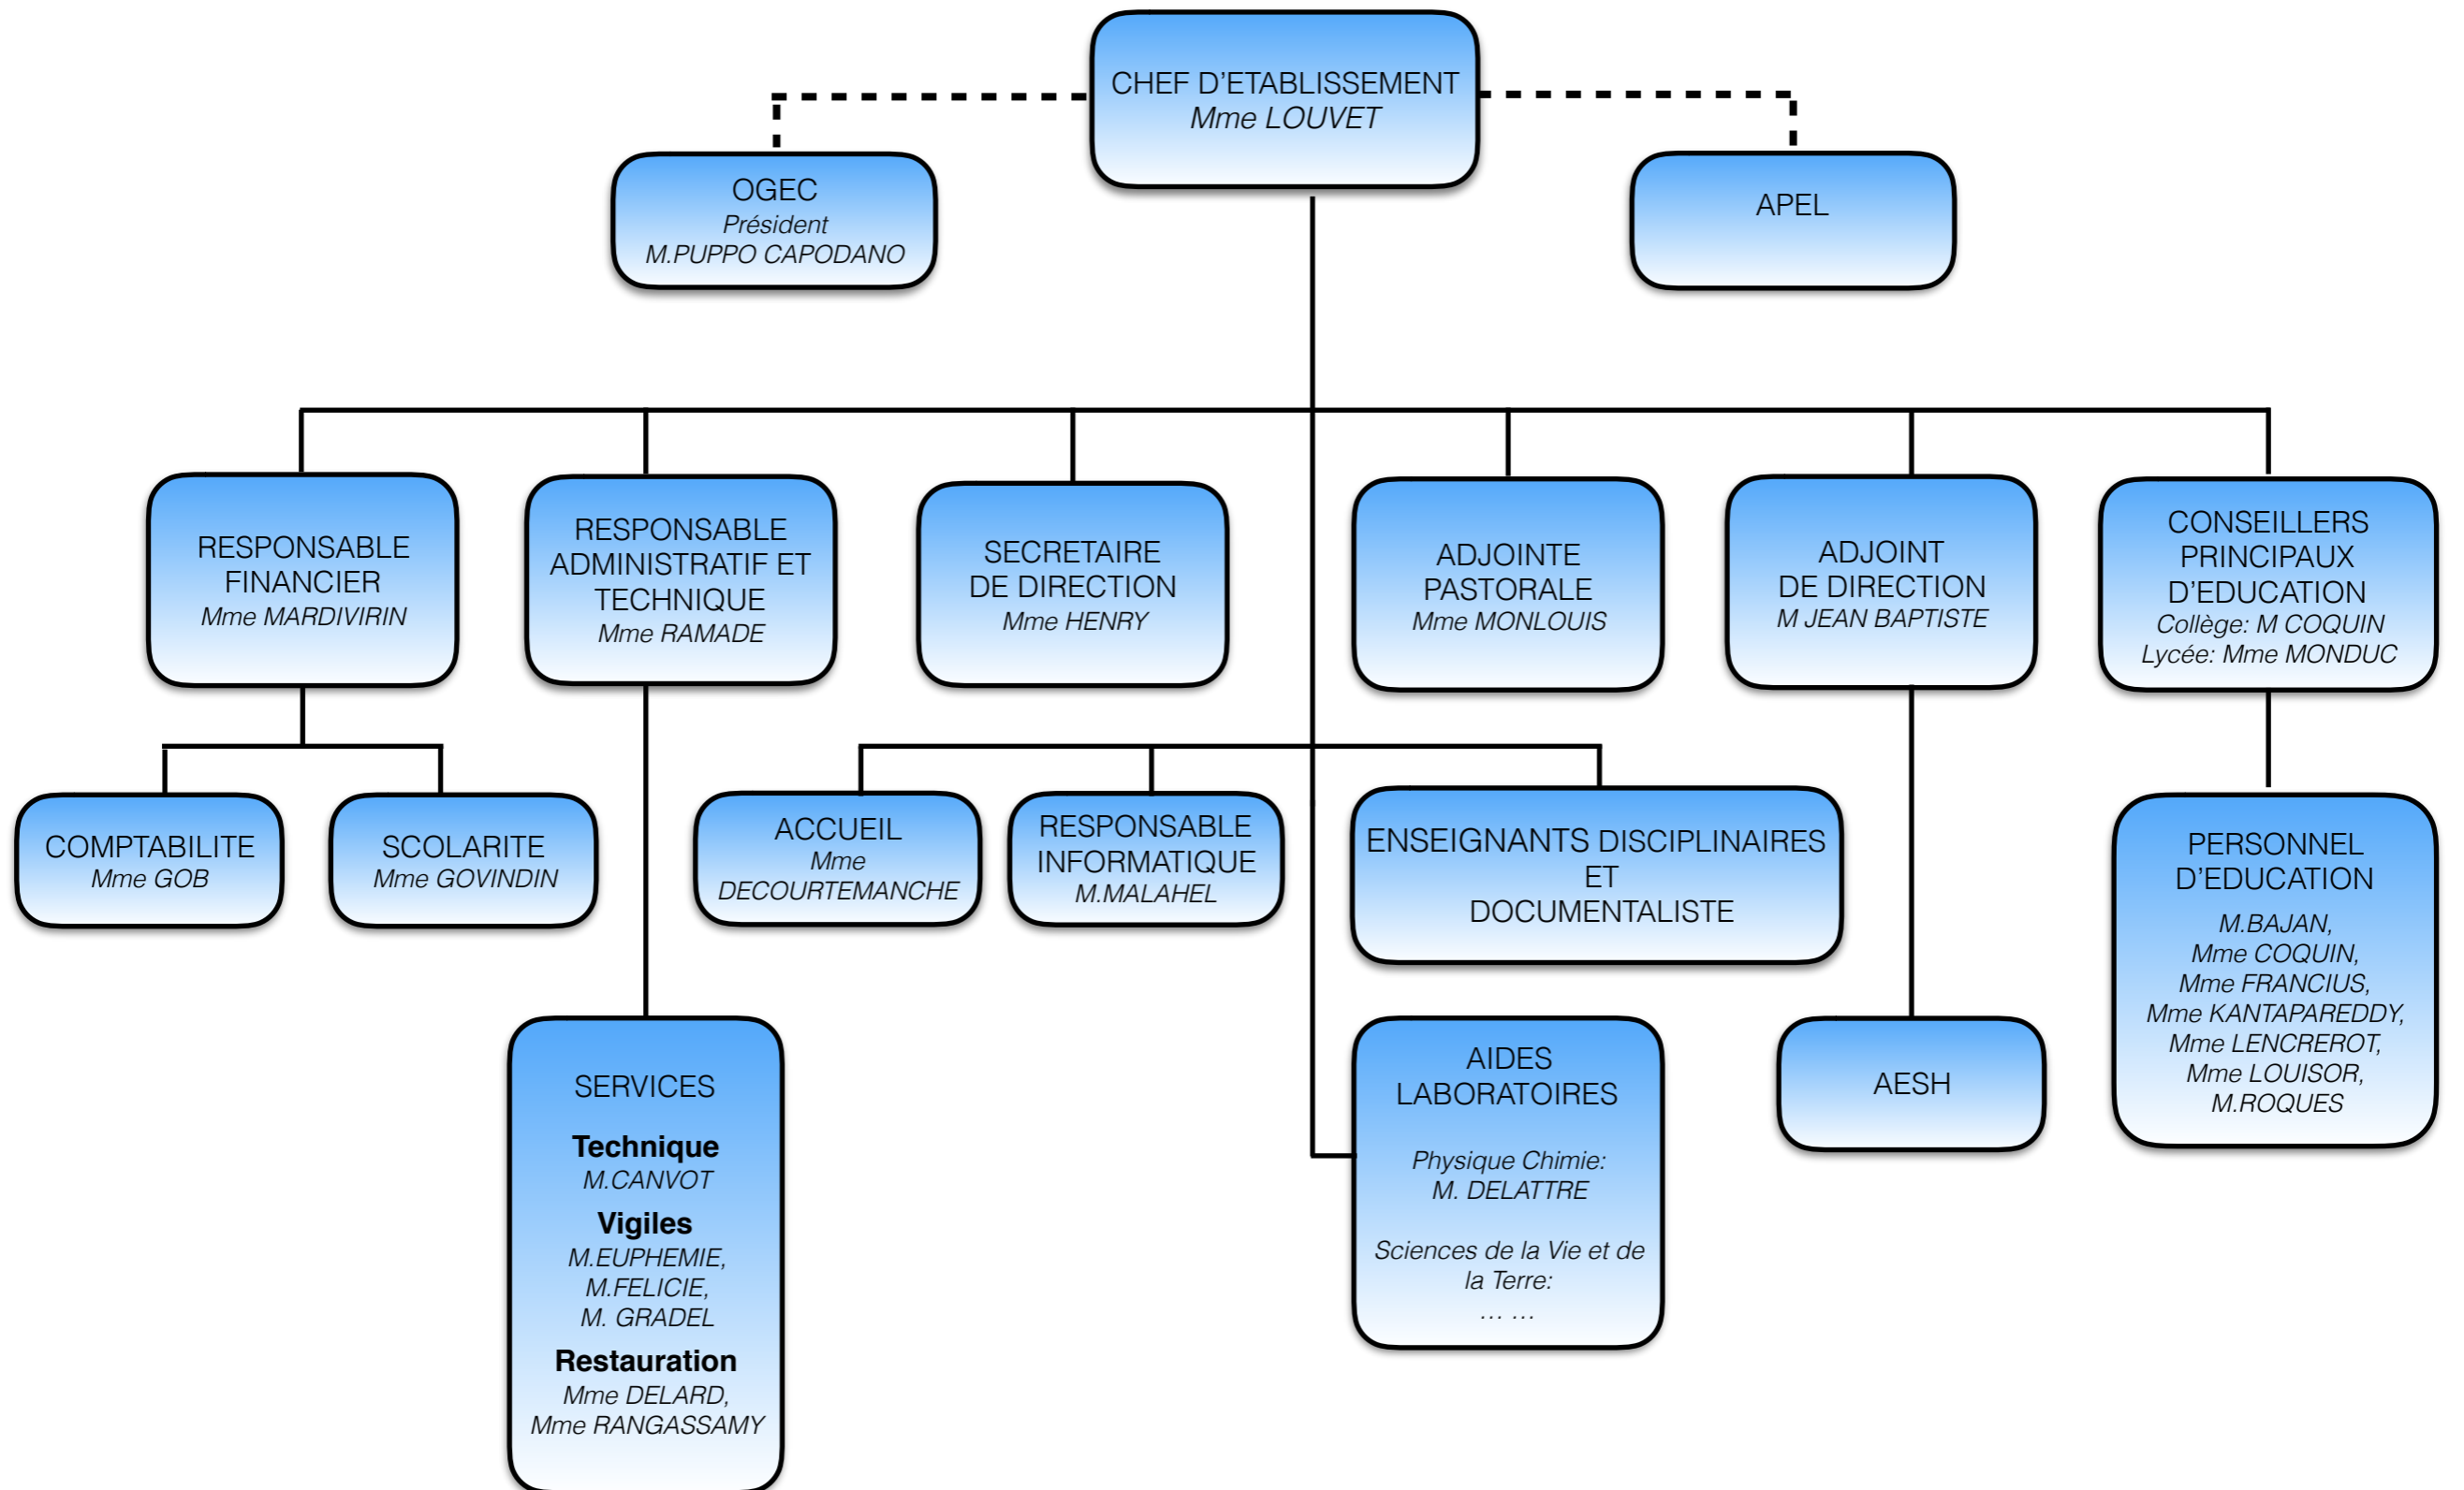 CHEF D'ETABLISSEMENT
Mme LOUVET
OGEC
Président
M.PUPPO CAPODANO
APEL
RESPONSABLE
FINANCIER
Mme MARDIVIRIN
RESPONSABLE
ADMINISTRATIF ET
TECHNIQUE
Mme RAMADE
SECRETAIRE
DE DIRECTION
Mme HENRY
ADJOINTE
PASTORALE
Mme MONLOUIS
ADJOINT
DE DIRECTION
M JEAN BAPTISTE
CONSEILLERS
PRINCIPAUX
D'EDUCATION
Collège: M COQUIN
Lycée: Mme MONDUC
COMPTABILITE
Mme GOB
SCOLARITE
Mme GOVINDIN
ACCUEIL
Mme
DECOURTEMANCHE
RESPONSABLE
INFORMATIQUE
M.MALAHEL
ENSEIGNANTS DISCIPLINAIRES
ET
DOCUMENTALISTE
PERSONNEL
D'EDUCATION
M.BAJAN,
Mme COQUIN,
Mme FRANCIUS,
Mme KANTAPAREDDY,
Mme LENCREROT,
Mme LOUISOR,
M.ROQUES
SERVICES
Technique
M.CANVOT
Vigiles
M.EUPHEMIE,
M.FELICIE,
M. GRADEL
Restauration
Mme DELARD,
Mme RANGASSAMY
AIDES
LABORATOIRES
Physique Chimie:
M. DELATTRE
Sciences de la Vie et de
la Terre:
... ...
AESH